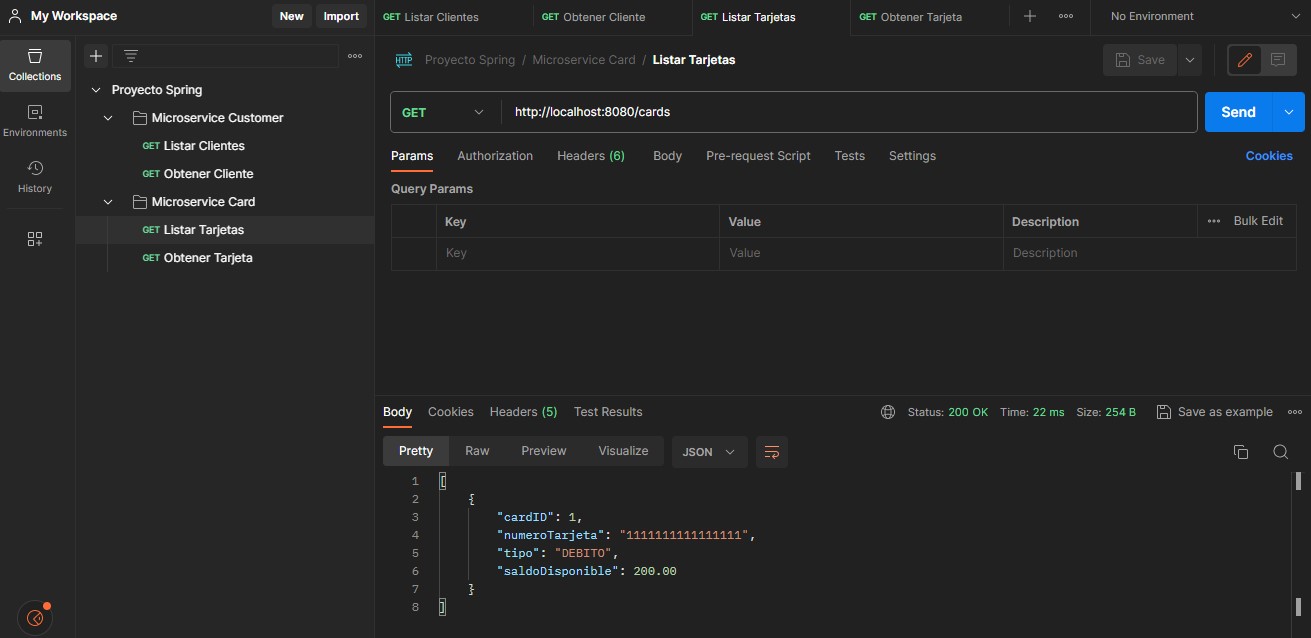 My Workspace
New
Import
GET Listar Clientes
GET Obtener Cliente
GET Listar Tarjetas
GET Obtener Tarjeta
No Environment
Collections
Environments
History
Proyecto Spring
Microservice Customer
GET Listar Clientes
GET Obtener Cliente
Microservice Card
GET Listar Tarjetas
GET Obtener Tarjeta
HTTP Proyecto Spring / Microservice Card / Listar Tarjetas
Save
GET http://localhost:8080/cards
Send
Params Authorization Headers (6) Body Pre-request Script Tests Settings Cookies
Query Params
Key Value Description Bulk Edit
Key Value Description
Body Cookies Headers (5) Test Results Status: 200 OK Time: 22 ms Size: 254 B Save as example
Pretty Raw Preview Visualize JSON
1 [
2 {
3 "cardID": 1,
4 "numeroTarjeta": "1111111111111111",
5 "tipo": "DEBITO",
6 "saldoDisponible": 200.00
7 }
8 ]